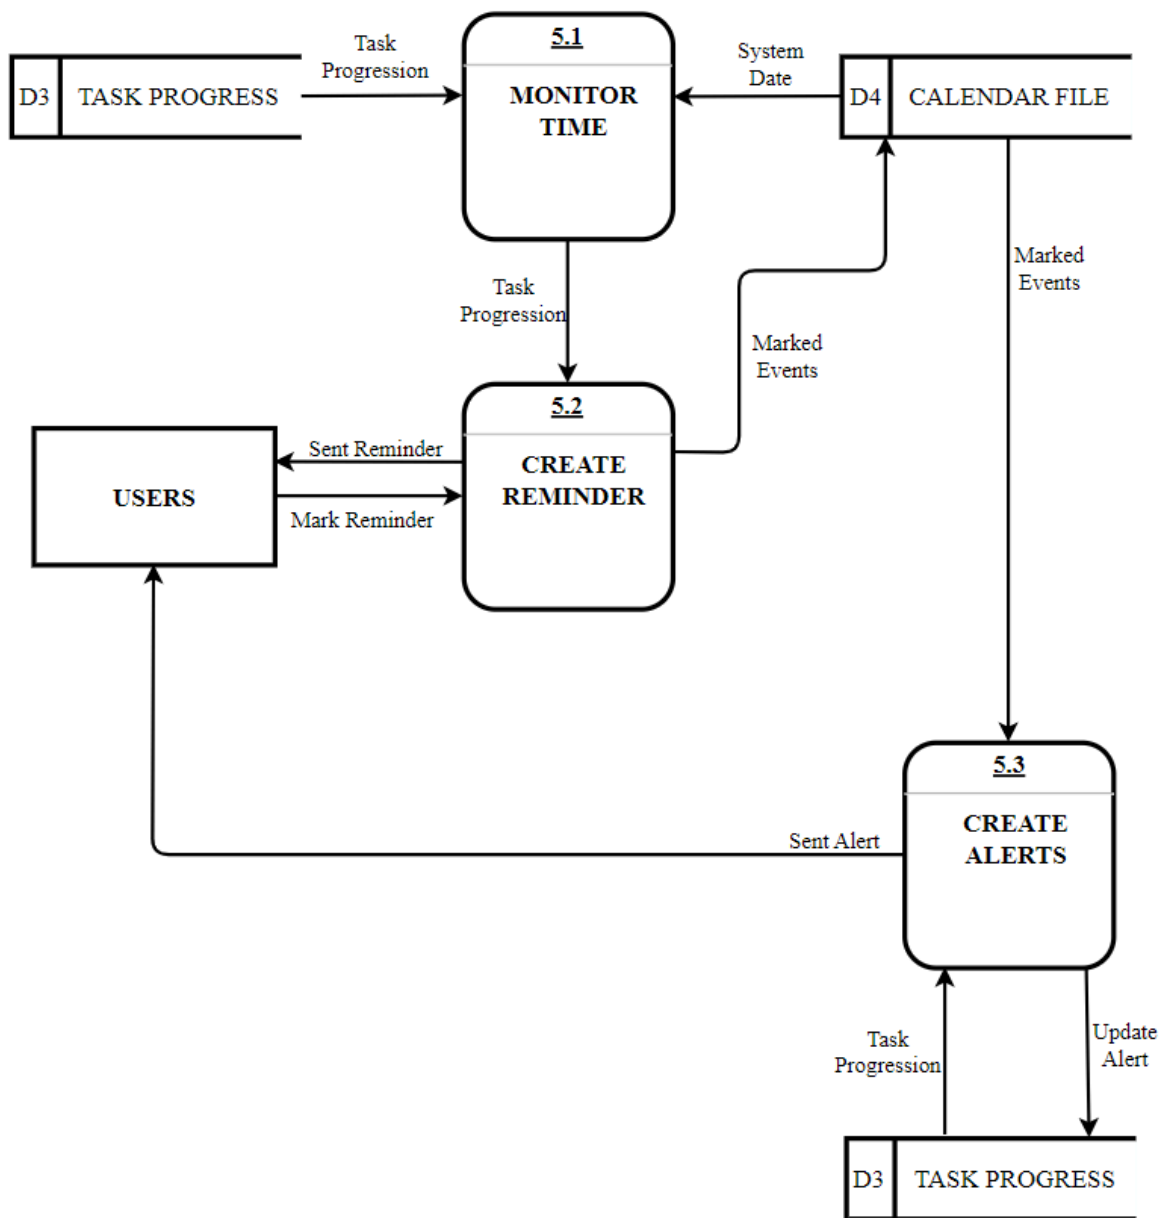 5.1
Task
Progression
System
Date
D3
TASK PROGRESS
MONITOR
TIME
D4
CALENDAR FILE
Task
Progression
Marked
Events
Marked
Events
5.2
Sent Reminder
CREATE
REMINDER
USERS
Mark Reminder
5.3
CREATE
ALERTS
Sent Alert
Task
Progression
Update
Alert
D3
TASK PROGRESS